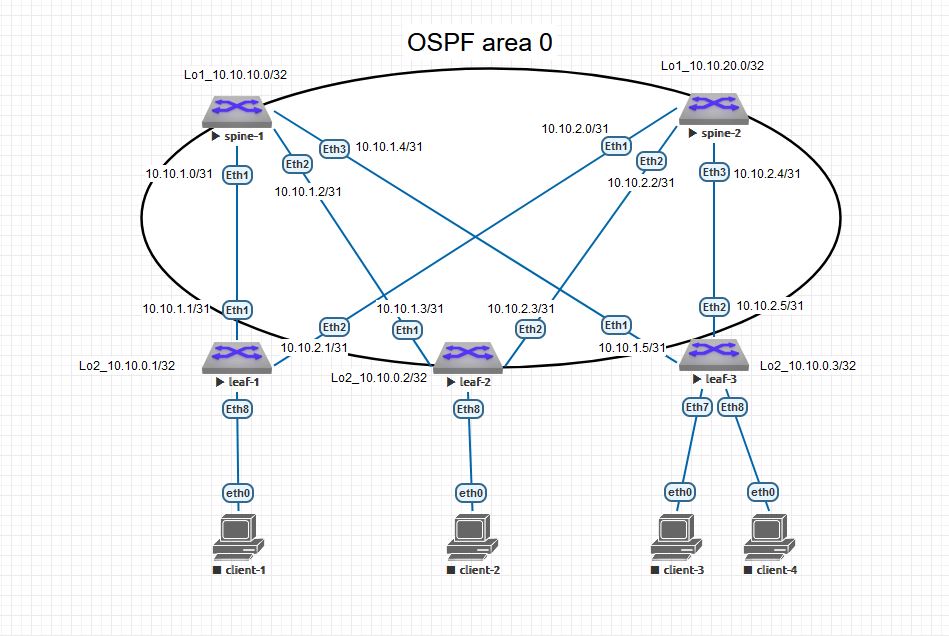 OSPF area 0
Lo1_10.10.10.0/32
Lo1_10.10.20.0/32
spine-1
spine-2
10.10.2.0/31
Eth1
Eth3
10.10.1.4/31
Eth2
Eth2
10.10.1.0/31
Eth1
10.10.1.2/31
10.10.2.2/31
Eth3
10.10.2.4/31
10.10.1.1/31
Eth1
10.10.1.3/31
10.10.2.3/31
Eth2
10.10.2.5/31
Eth2
Eth1
Eth2
Eth1
10.10.2.1/31
10.10.1.5/31
Lo2_10.10.0.1/32
Lo2_10.10.0.2/32
Lo2_10.10.0.3/32
leaf-1
leaf-2
leaf-3
Eth8
Eth8
Eth7
Eth8
eth0
eth0
eth0
eth0
client-1
client-2
client-3
client-4